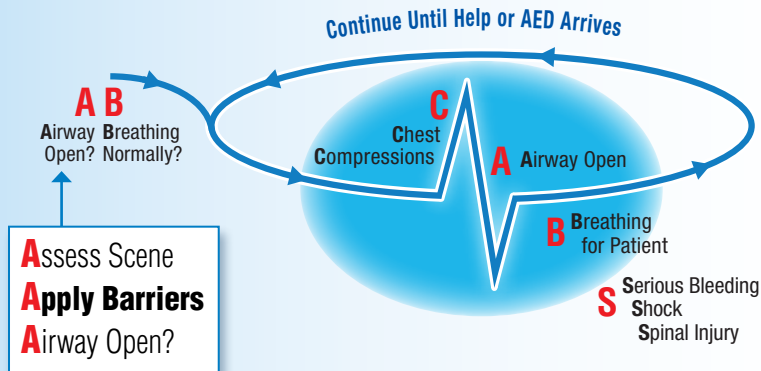 Continue Until Help or AED Arrives
A B
Airway Breathing
Open? Normally?
C
Chest
Compressions
A Airway Open
B Breathing
for Patient
S Serious Bleeding
Shock
Spinal Injury
Assess Scene
Apply Barriers
Airway Open?